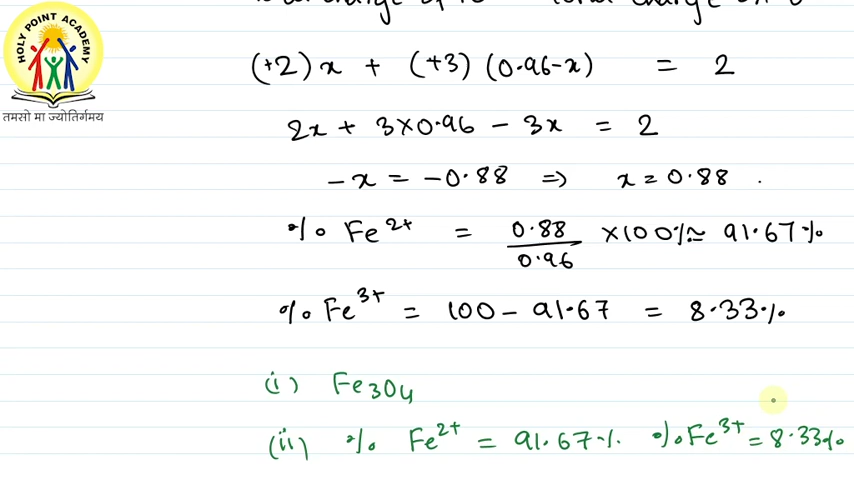 HOLY POINT ACADEMY
तमसो मा ज्योतिर्गमय
(+2)x + (+3)(0.96-x) = 2
2x + 3×0.96 - 3x = 2
-x = -0.88 ⇒ x = 0.88 .
% Fe²⁺ = 0.88/0.96 ×100% ≈ 91.67%
% Fe³⁺ = 100 - 91.67 = 8.33%
(i) Fe₃O₄
(ii) % Fe²⁺ = 91.67% % Fe³⁺ = 8.33%